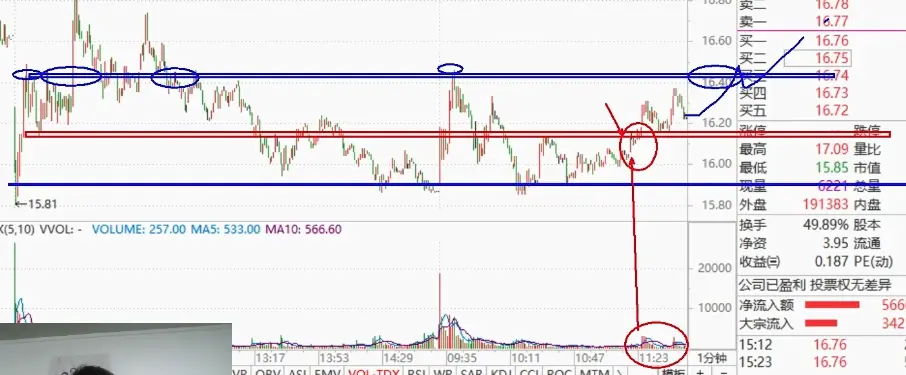 16.80 卖二 16.78
卖一 16.77
16.60 买一 16.76
买二 16.75
16.40 买三 16.74
买四 16.73
16.20 买五 16.72
涨停 跌停
最高 17.09 量比
16.00 最低 15.85 市值
现量 6221 总量
15.80 外盘 191383 内盘
←15.81
换手 49.89% 股本
(5,10) VVOL: - VOLUME: 257.00 MA5: 533.00 MA10: 566.60
净资 3.95 流通
收益㈢ 0.187 PE(动)
20000
公司已盈利 投票权无差异
10000 净流入额 566
大宗流入 342
13:17 13:53 14:29 09:35 10:11 10:47 11:23 1分钟
15:12 16.76
VR OBV ASI EMV VOL-TDX RSI WR SAR KDJ CCI ROC MTM 模板 + -
15:23 16.76